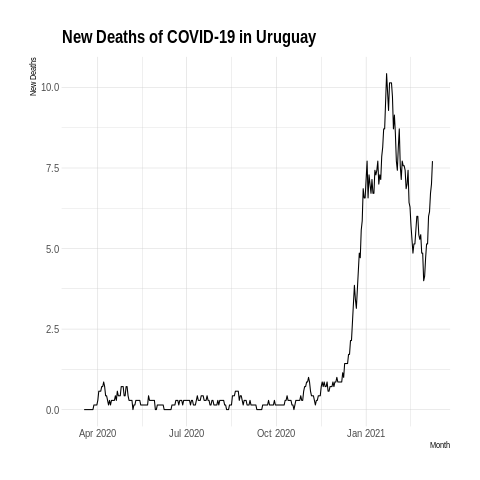 New Deaths of COVID-19 in Uruguay
New Deaths
10.0
7.5
5.0
2.5
0.0
Apr 2020 Jul 2020 Oct 2020 Jan 2021
Month